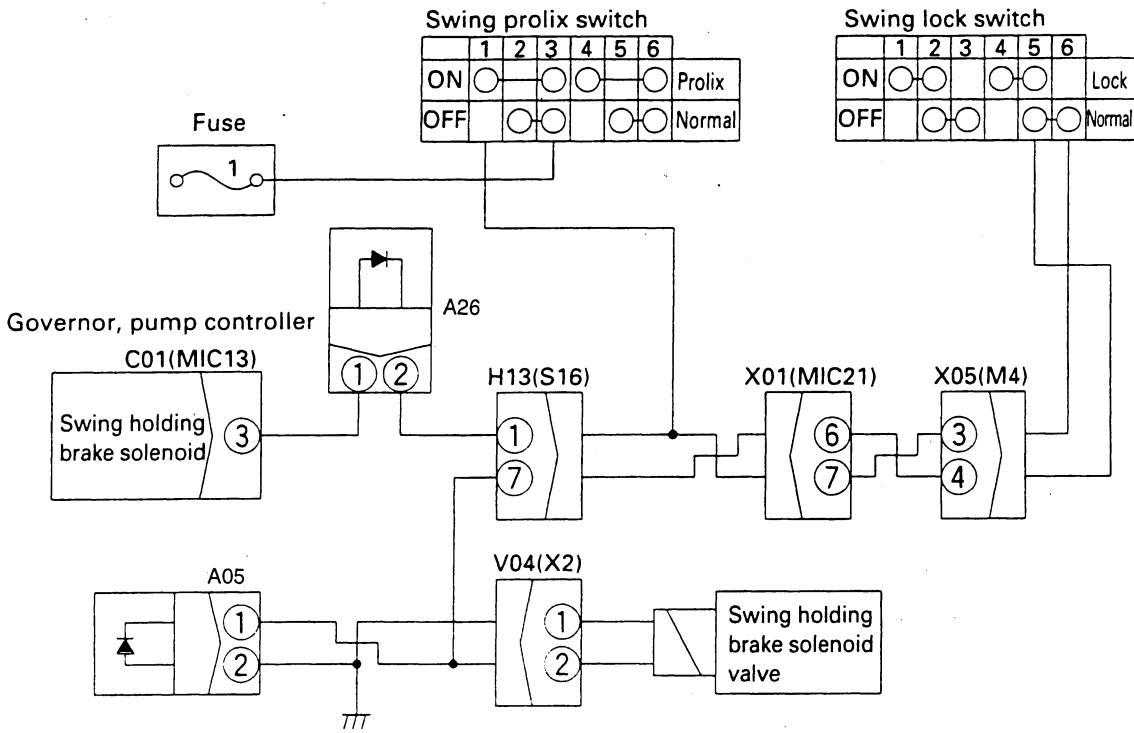 Swing prolix switch
1 2 3 4 5 6
ON Prolix
OFF Normal
Swing lock switch
1 2 3 4 5 6
ON Lock
OFF Normal
Fuse
1
A26
1 2
Governor, pump controller
C01(MIC13)
Swing holding
brake solenoid
3
H13(S16)
1
7
X01(MIC21)
6
7
X05(M4)
3
4
A05
1
2
V04(X2)
1
2
Swing holding
brake solenoid
valve